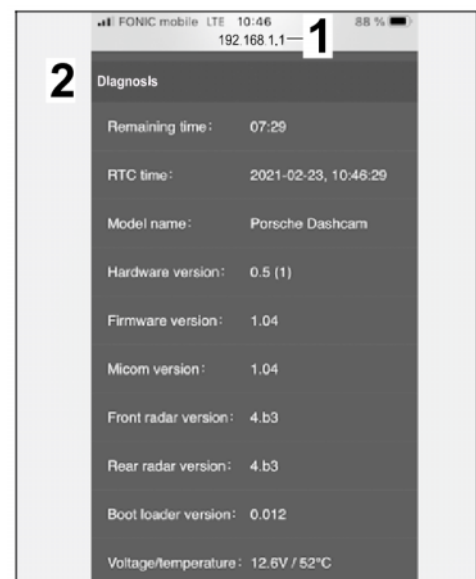 FONIC mobile LTE 10:46 88 %
192.168.1.1 1
2 Diagnosis
Remaining time: 07:29
RTC time: 2021-02-23, 10:46:29
Model name: Porsche Dashcam
Hardware version: 0.5 (1)
Firmware version: 1.04
Micom version: 1.04
Front radar version: 4.b3
Rear radar version: 4.b3
Boot loader version: 0.012
Voltage/temperature: 12.6V / 52°C